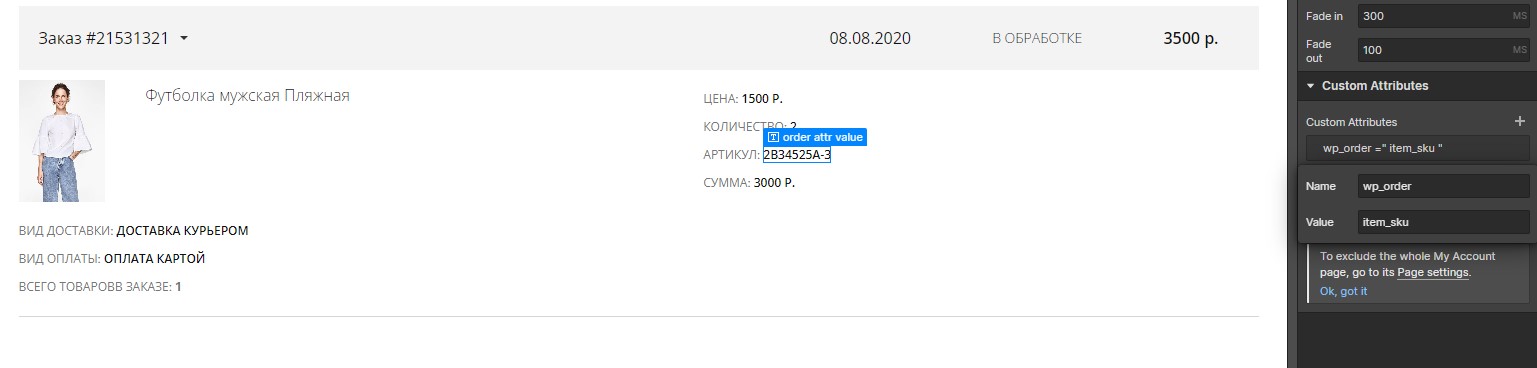 Заказ #21531321
08.08.2020
В ОБРАБОТКЕ
3500 р.
Футболка мужская Пляжная
ЦЕНА: 1500 Р.
КОЛИЧЕСТВО: 2
order attr value
АРТИКУЛ: 2B34525A-3
СУММА: 3000 Р.
ВИД ДОСТАВКИ: ДОСТАВКА КУРЬЕРОМ
ВИД ОПЛАТЫ: ОПЛАТА КАРТОЙ
ВСЕГО ТОВАРОВВ ЗАКАЗЕ: 1
Fade in 300 MS
Fade out 100 MS
Custom Attributes
Custom Attributes +
wp_order =" item_sku "
Name wp_order
Value item_sku
To exclude the whole My Account
page, go to its Page settings.
Ok, got it